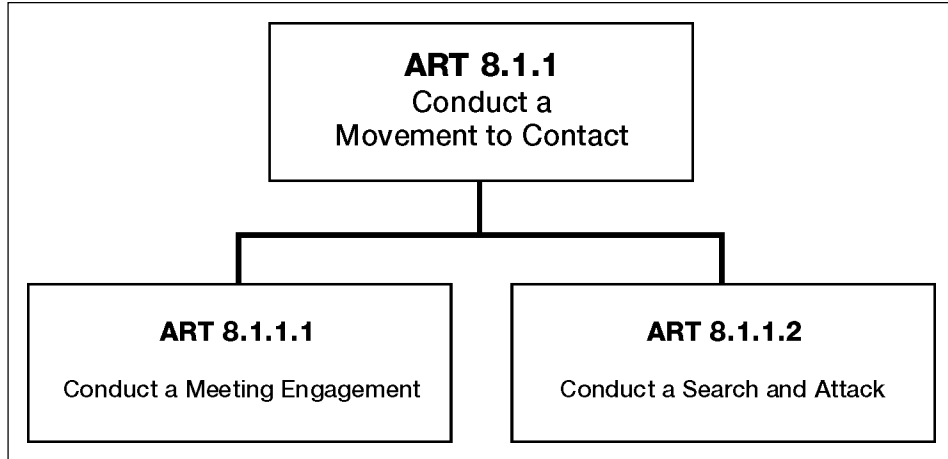 ART 8.1.1
Conduct a
Movement to Contact
ART 8.1.1.1
Conduct a Meeting Engagement
ART 8.1.1.2
Conduct a Search and Attack